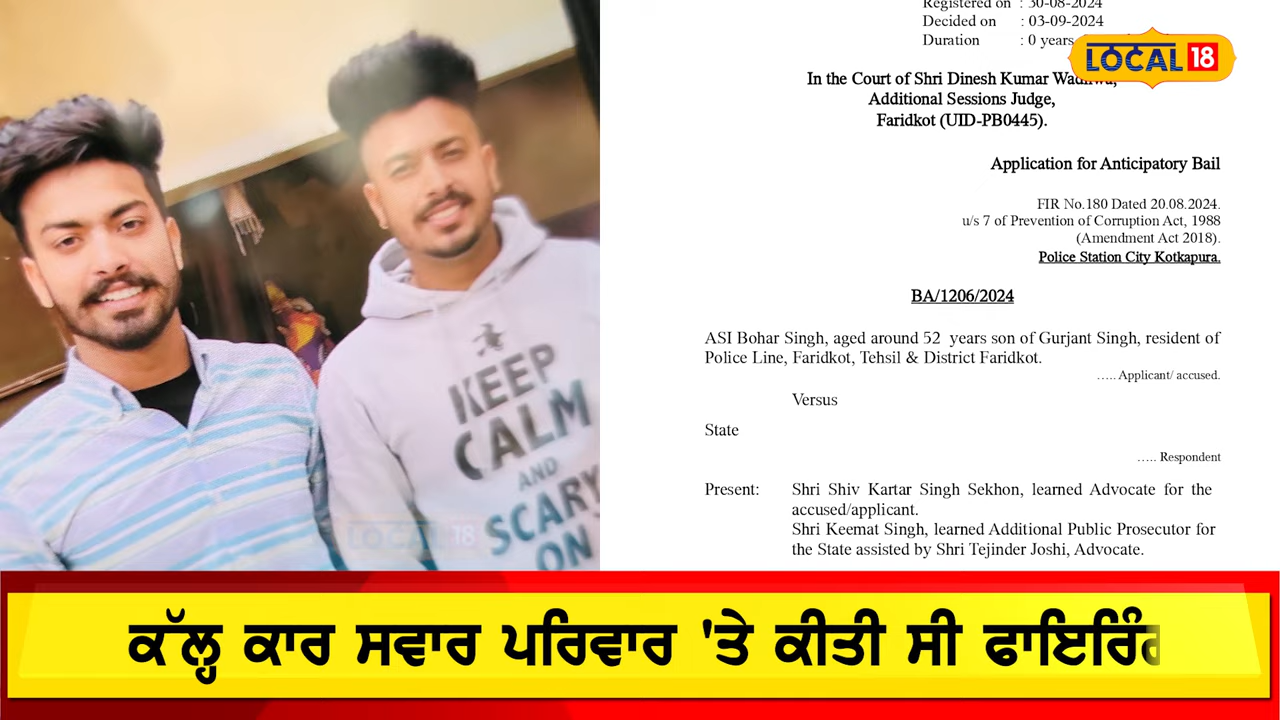 KEEP
CALM
AND
SCARY
ON
LOCAL 18
Registered on : 30-08-2024
Decided on : 03-09-2024
Duration : 0 years
LOCAL 18
In the Court of Shri Dinesh Kumar
Additional Sessions Judge,
Faridkot (UID-PB0445).
Application for Anticipatory Bail
FIR No.180 Dated 20.08.2024.
u/s 7 of Prevention of Corruption Act, 1988
(Amendment Act 2018).
Police Station City Kotkapura.
BA/1206/2024
ASI Bohar Singh, aged around 52 years son of Gurjant Singh, resident of
Police Line, Faridkot, Tehsil & District Faridkot.
..... Applicant/ accused.
Versus
State
..... Respondent
Present: Shri Shiv Kartar Singh Sekhon, learned Advocate for the
accused/applicant.
Shri Keemat Singh, learned Additional Public Prosecutor for
the State assisted by Shri Tejinder Joshi, Advocate.
ਕੱਲ੍ਹ ਕਾਰ ਸਵਾਰ ਪਰਿਵਾਰ 'ਤੇ ਕੀਤੀ ਸੀ